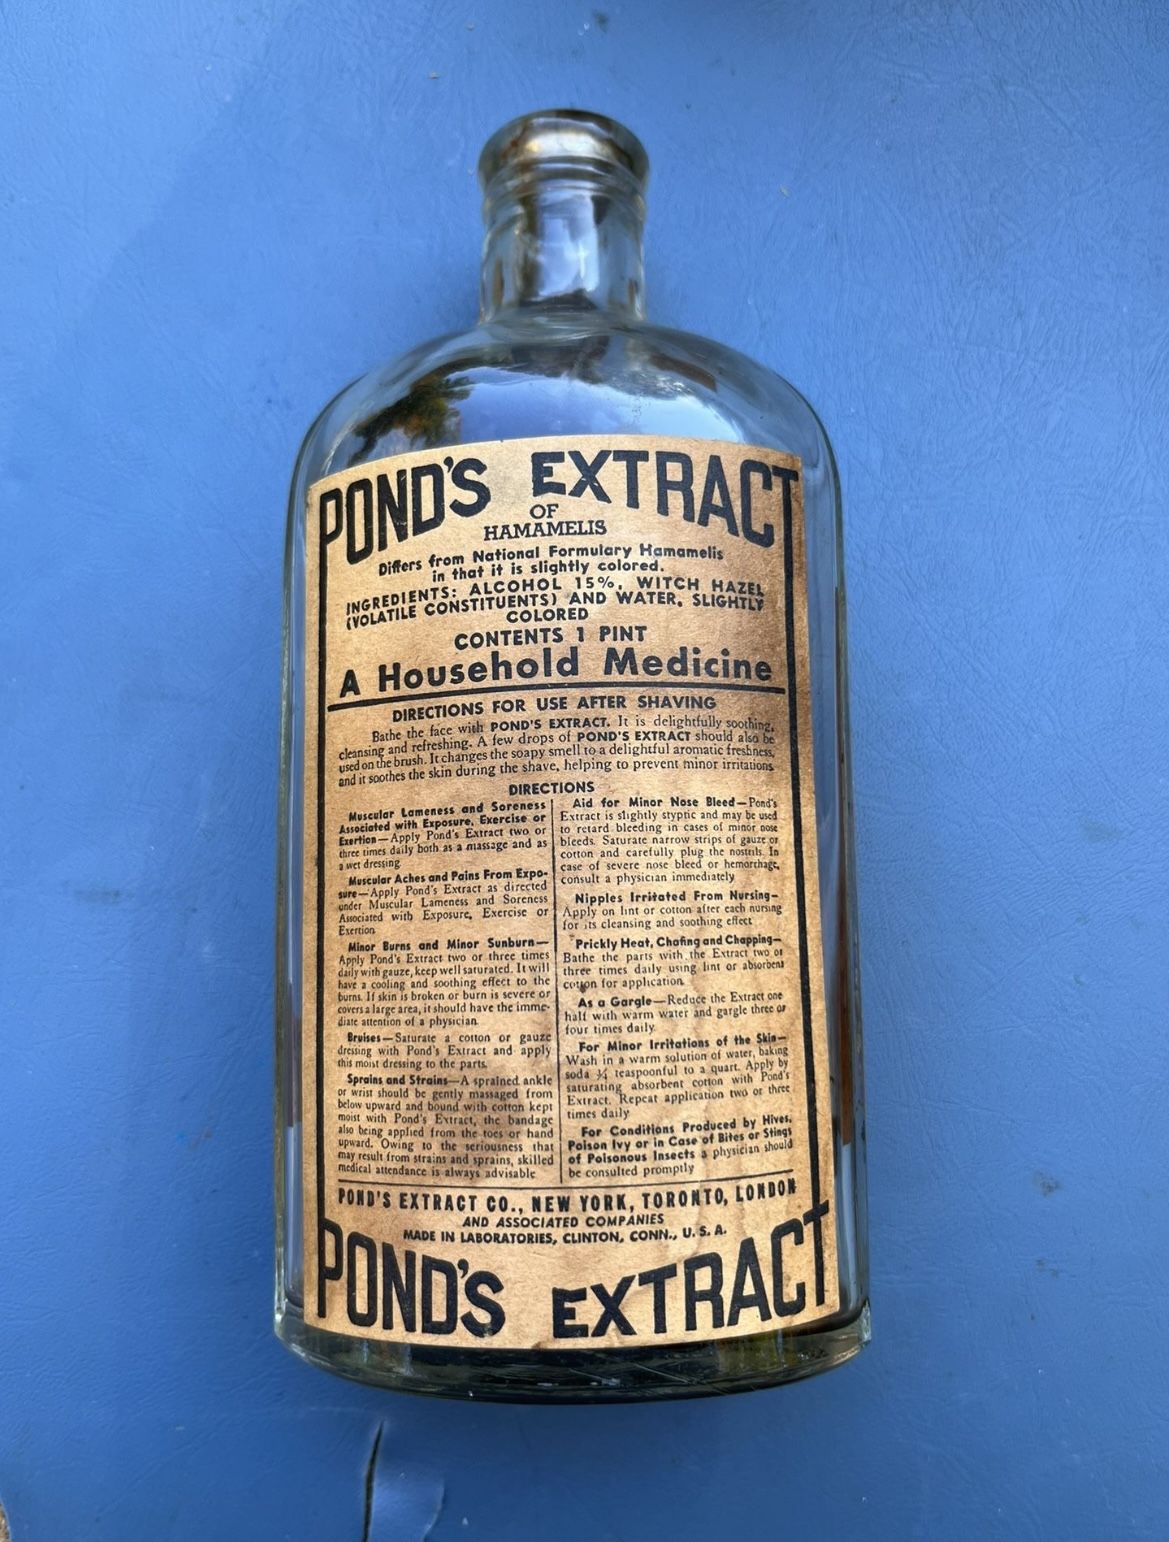 POND'S EXTRACT
OF
HAMAMELIS
Differs from National Formulary Hamamelis
in that it is slightly colored.
INGREDIENTS: ALCOHOL 15%, WITCH HAZEL
(VOLATILE CONSTITUENTS) AND WATER, SLIGHTLY
COLORED
CONTENTS 1 PINT
A Household Medicine
DIRECTIONS FOR USE AFTER SHAVING
Bathe the face with POND'S EXTRACT. It is delightfully soothing,
cleansing and refreshing. A few drops of POND'S EXTRACT should also be
used on the brush. It changes the soapy smell to a delightful aromatic freshness,
and it soothes the skin during the shave, helping to prevent minor irritations.
DIRECTIONS
Muscular Lameness and Soreness
Associated with Exposure, Exercise or
Exertion—Apply Pond's Extract two or
three times daily both as a massage and as
a wet dressing.
Muscular Aches and Pains From Expo-
sure—Apply Pond's Extract as directed
under Muscular Lameness and Soreness
Associated with Exposure, Exercise or
Exertion.
Minor Burns and Minor Sunburn—
Apply Pond's Extract two or three times
daily with gauze, keep well saturated. It will
have a cooling and soothing effect to the
burns. If skin is broken or burn is severe or
covers a large area, it should have the imme-
diate attention of a physician.
Bruises—Saturate a cotton or gauze
dressing with Pond's Extract and apply
this moist dressing to the parts.
Sprains and Strains—A sprained ankle
or wrist should be gently massaged from
below upward and bound with cotton kept
moist with Pond's Extract, the bandage
also being applied from the toes or hand
upward. Owing to the seriousness that
may result from strains and sprains, skilled
medical attendance is always advisable
Aid for Minor Nose Bleed—Pond's
Extract is slightly styptic and may be used
to retard bleeding in cases of minor nose
bleeds. Saturate narrow strips of gauze or
cotton and carefully plug the nostrils. In
case of severe nose bleed or hemorrhage,
consult a physician immediately
Nipples Irritated From Nursing—
Apply on lint or cotton after each nursing
for its cleansing and soothing effect
Prickly Heat, Chafing and Chapping—
Bathe the parts with the Extract two or
three times daily using lint or absorbent
cotton for application.
As a Gargle—Reduce the Extract one
half with warm water and gargle three or
four times daily
For Minor Irritations of the Skin—
Wash in a warm solution of water, baking
soda ¾ teaspoonful to a quart. Apply by
saturating absorbent cotton with Pond's
Extract. Repeat application two or three
times daily
For Conditions Produced by Hives,
Poison Ivy or in Case of Bites or Stings
of Poisonous Insects a physician should
be consulted promptly
POND'S EXTRACT CO., NEW YORK, TORONTO, LONDON
AND ASSOCIATED COMPANIES
MADE IN LABORATORIES, CLINTON, CONN., U. S. A.
POND'S EXTRACT